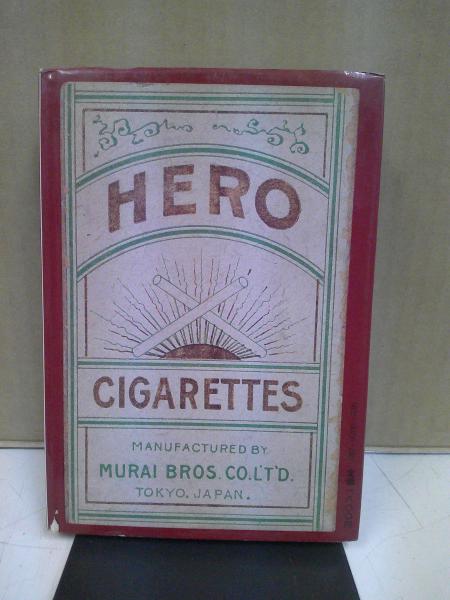 HERO
CIGARETTES
MANUFACTURED BY
MURAI BROS. CO. L'T'D.
TOKYO. JAPAN.